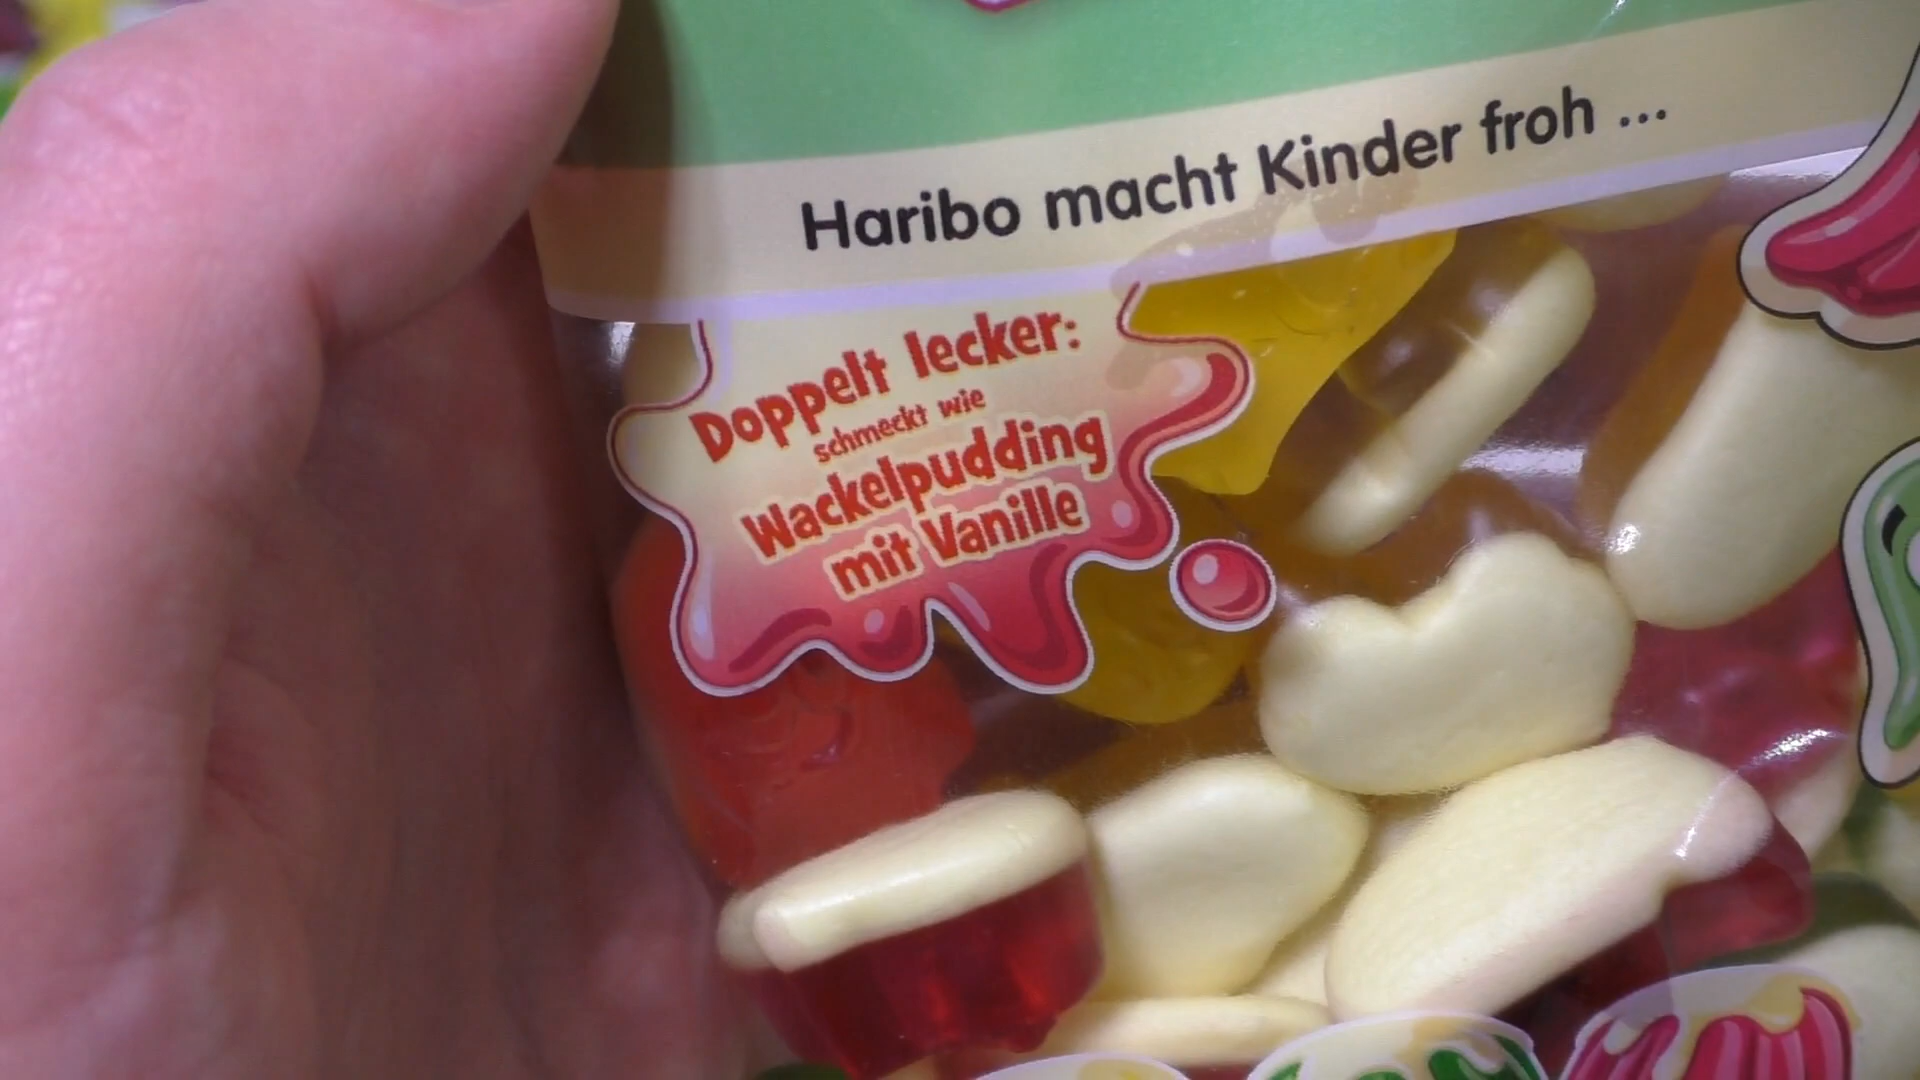 Haribo macht Kinder froh ...
Doppelt lecker:
schmeckt wie
Wackelpudding
mit Vanille